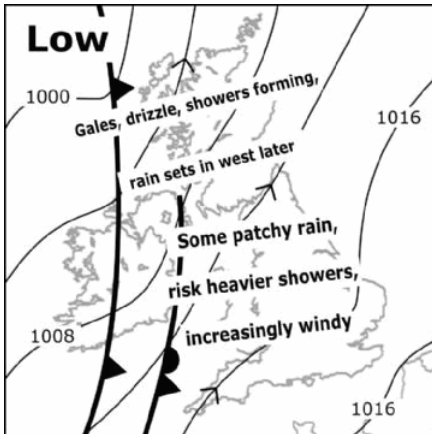 Low
1000
Gales, drizzle, showers forming,
1016
rain sets in west later
Some patchy rain,
risk heavier showers,
increasingly windy
1008
1016